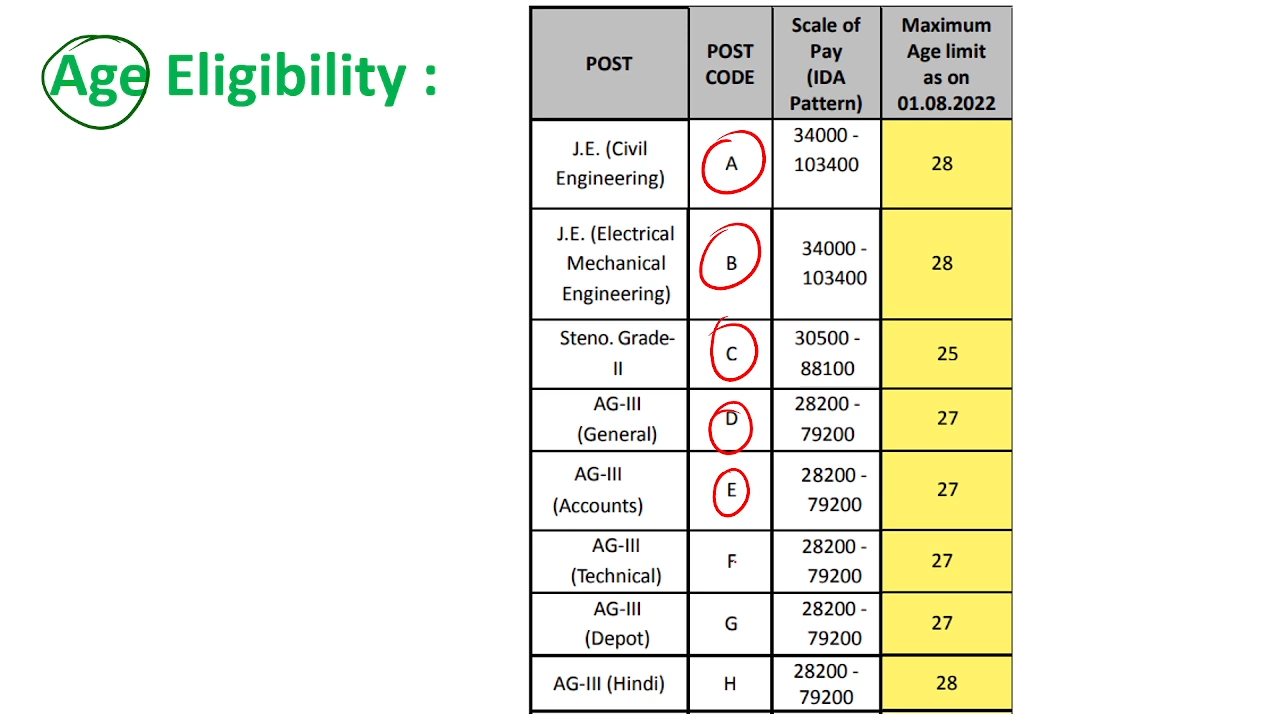 Age Eligibility :
POST
POST
CODE
Scale of
Pay
(IDA
Pattern)
Maximum
Age limit
as on
01.08.2022
J.E. (Civil
Engineering)
A
34000 -
103400
28
J.E. (Electrical
Mechanical
Engineering)
B
34000 -
103400
28
Steno. Grade-
II
C
30500 -
88100
25
AG-III
(General)
D
28200 -
79200
27
AG-III
(Accounts)
E
28200 -
79200
27
AG-III
(Technical)
F
28200 -
79200
27
AG-III
(Depot)
G
28200 -
79200
27
AG-III (Hindi)
H
28200 -
79200
28